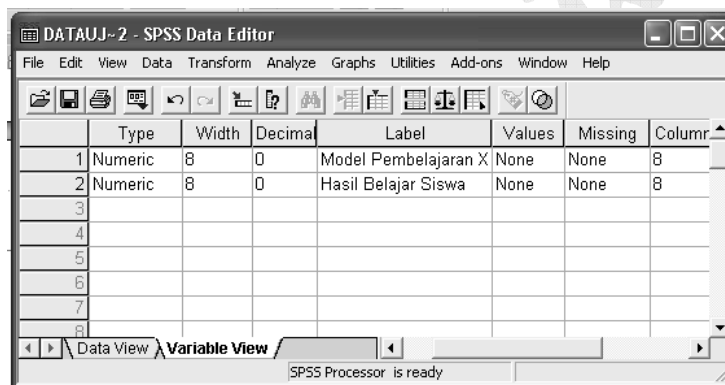 DATAUJ~2 - SPSS Data Editor
File Edit View Data Transform Analyze Graphs Utilities Add-ons Window Help
Type Width Decimal Label Values Missing Column
1 Numeric 8 0 Model Pembelajaran X None None 8
2 Numeric 8 0 Hasil Belajar Siswa None None 8
3
4
5
6
7
8
Data View Variable View
SPSS Processor is ready